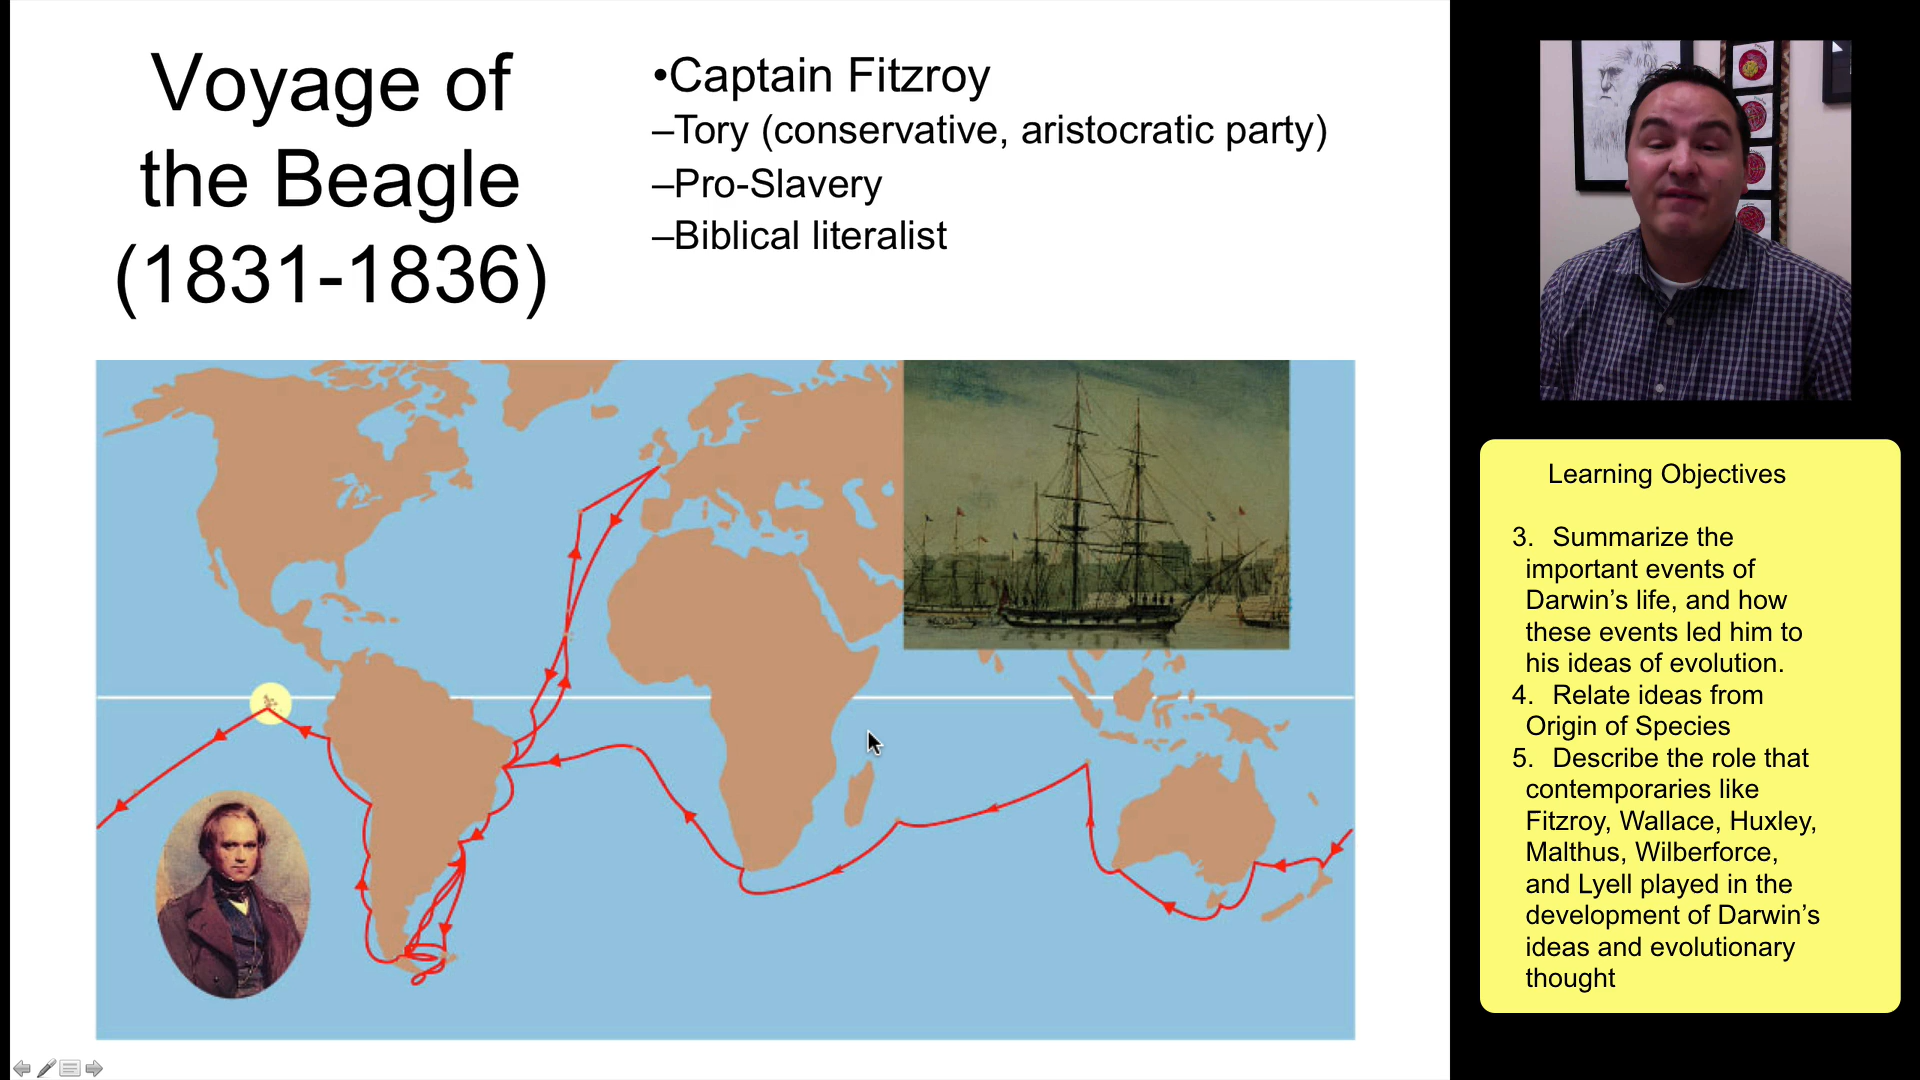 Voyage of
the Beagle
(1831-1836)
•Captain Fitzroy
–Tory (conservative, aristocratic party)
–Pro-Slavery
–Biblical literalist
Learning Objectives
3. Summarize the
important events of
Darwin’s life, and how
these events led him to
his ideas of evolution.
4. Relate ideas from
Origin of Species
5. Describe the role that
contemporaries like
Fitzroy, Wallace, Huxley,
Malthus, Wilberforce,
and Lyell played in the
development of Darwin’s
ideas and evolutionary
thought